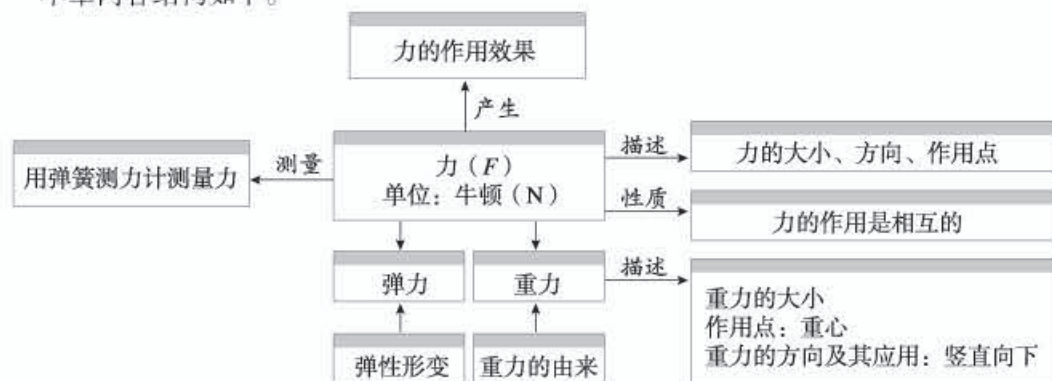 力的作用效果
产生
测量
用弹簧测力计测量力
力（F）
单位：牛顿（N）
描述
力的大小、方向、作用点
性质
力的作用是相互的
弹力
重力
描述
重力的大小
作用点：重心
重力的方向及其应用：竖直向下
弹性形变
重力的由来